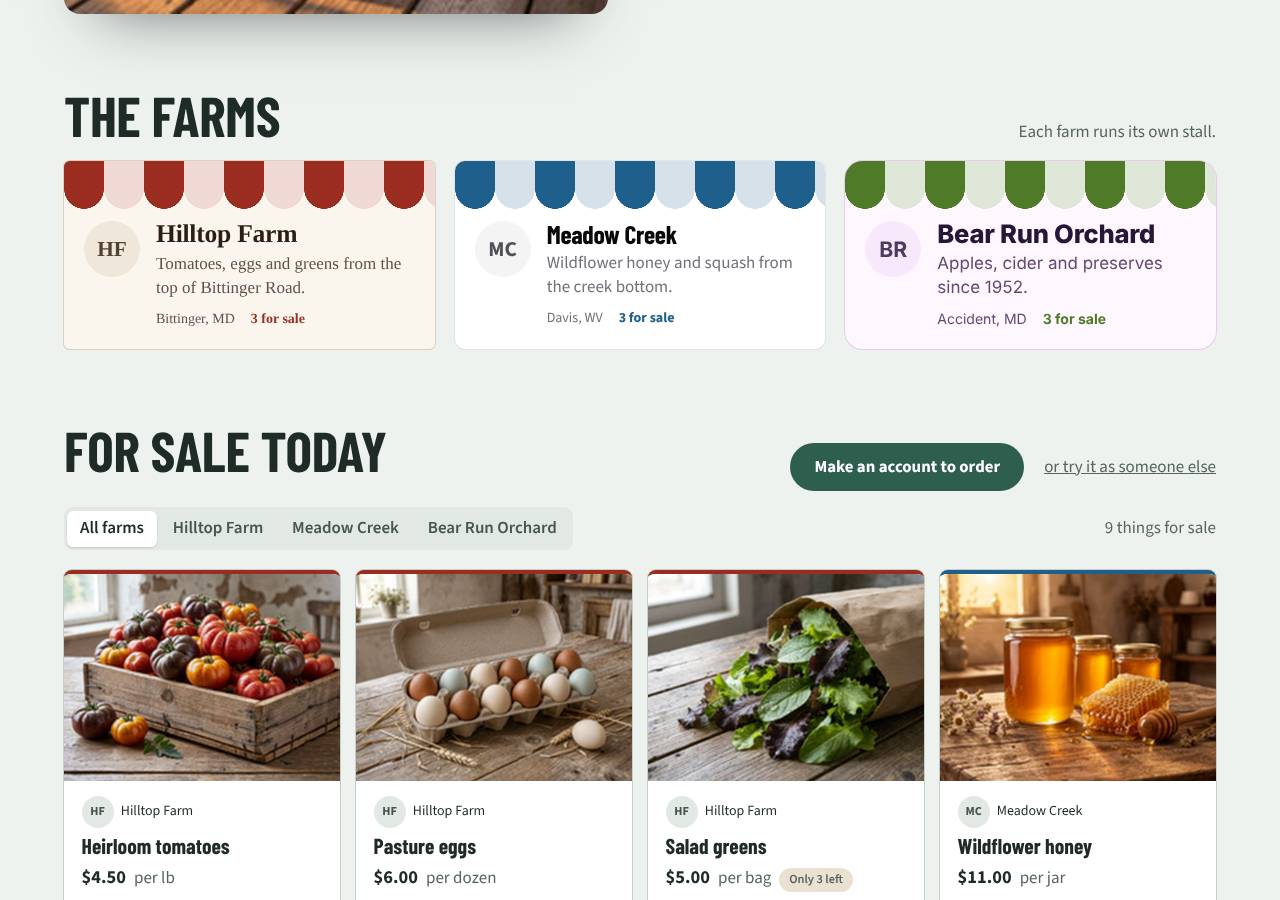 THE FARMS
Each farm runs its own stall.
HF
Hilltop Farm
Tomatoes, eggs and greens from the
top of Bittinger Road.
Bittinger, MD 3 for sale
MC
Meadow Creek
Wildflower honey and squash from
the creek bottom.
Davis, WV 3 for sale
BR
Bear Run Orchard
Apples, cider and preserves
since 1952.
Accident, MD 3 for sale
FOR SALE TODAY
Make an account to order
or try it as someone else
All farms
Hilltop Farm
Meadow Creek
Bear Run Orchard
9 things for sale
HF Hilltop Farm
Heirloom tomatoes
$4.50 per lb
HF Hilltop Farm
Pasture eggs
$6.00 per dozen
HF Hilltop Farm
Salad greens
$5.00 per bag Only 3 left
MC Meadow Creek
Wildflower honey
$11.00 per jar